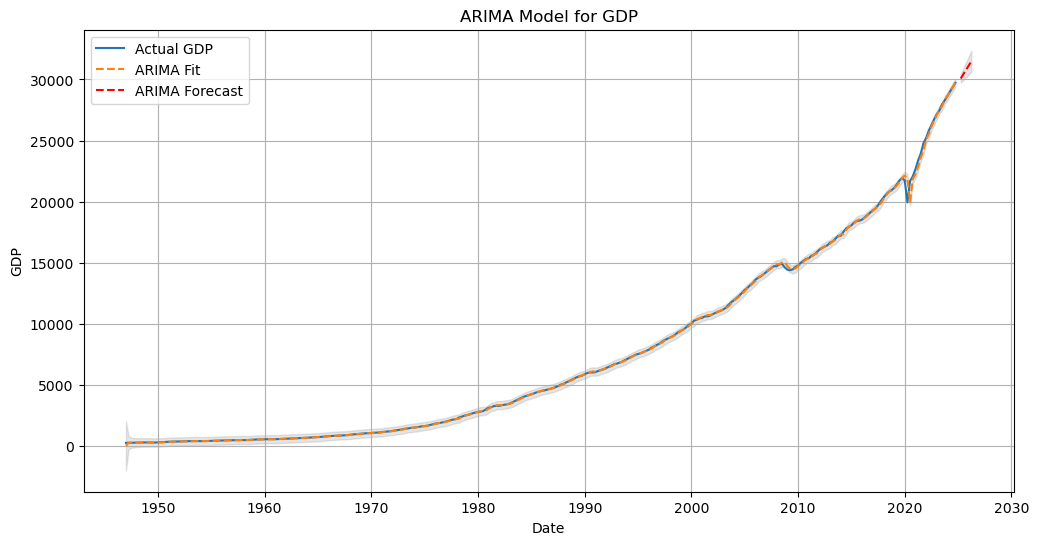 ARIMA Model for GDP
Actual GDP
ARIMA Fit
ARIMA Forecast
30000
25000
20000
15000
10000
5000
0
GDP
1950 1960 1970 1980 1990 2000 2010 2020 2030
Date